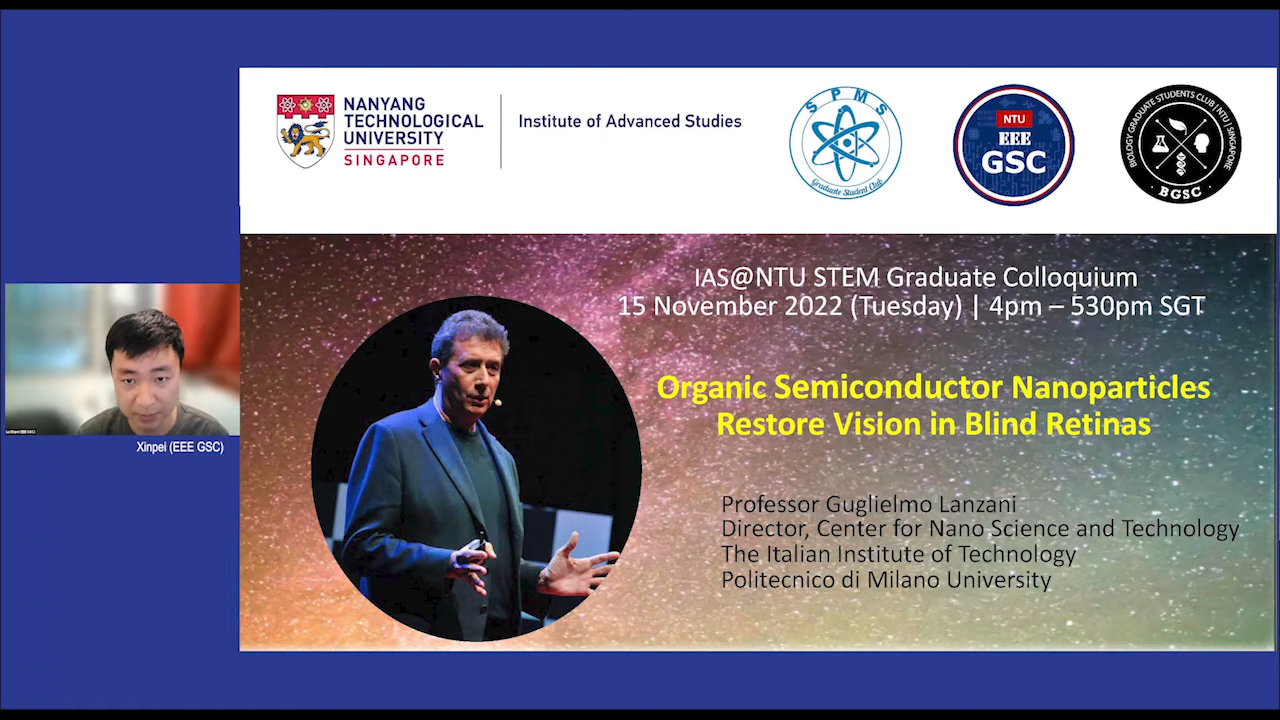 NANYANG
TECHNOLOGICAL
UNIVERSITY
SINGAPORE
Institute of Advanced Studies
SPMS
Graduate Student Club
NTU
EEE
GSC
BIOLOGY GRADUATE STUDENTS CLUB | NTU | SINGAPORE
· BGSC ·
IAS@NTU STEM Graduate Colloquium
15 November 2022 (Tuesday) | 4pm – 530pm SGT
Organic Semiconductor Nanoparticles
Restore Vision in Blind Retinas
Professor Guglielmo Lanzani
Director, Center for Nano Science and Technology
The Italian Institute of Technology
Politecnico di Milano University
Xinpei (EEE GSC)